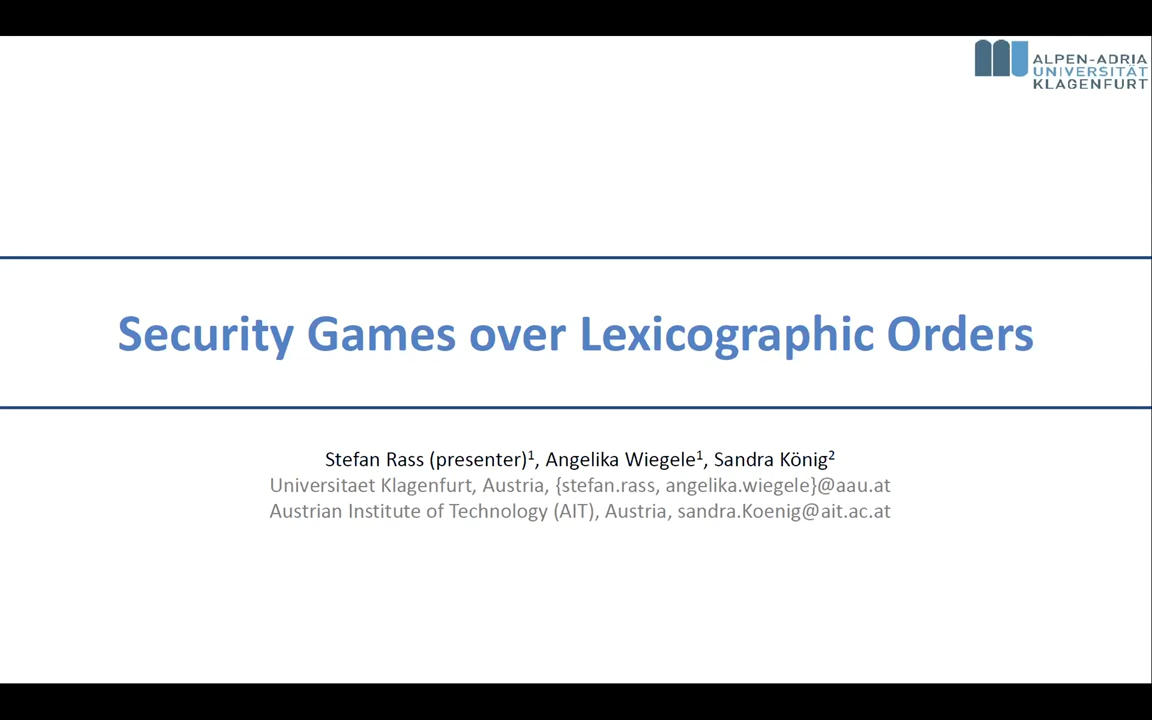 ALPEN-ADRIA
UNIVERSITÄT
KLAGENFURT
Security Games over Lexicographic Orders
Stefan Rass (presenter)¹, Angelika Wiegele¹, Sandra König²
Universitaet Klagenfurt, Austria, {stefan.rass, angelika.wiegele}@aau.at
Austrian Institute of Technology (AIT), Austria, sandra.Koenig@ait.ac.at